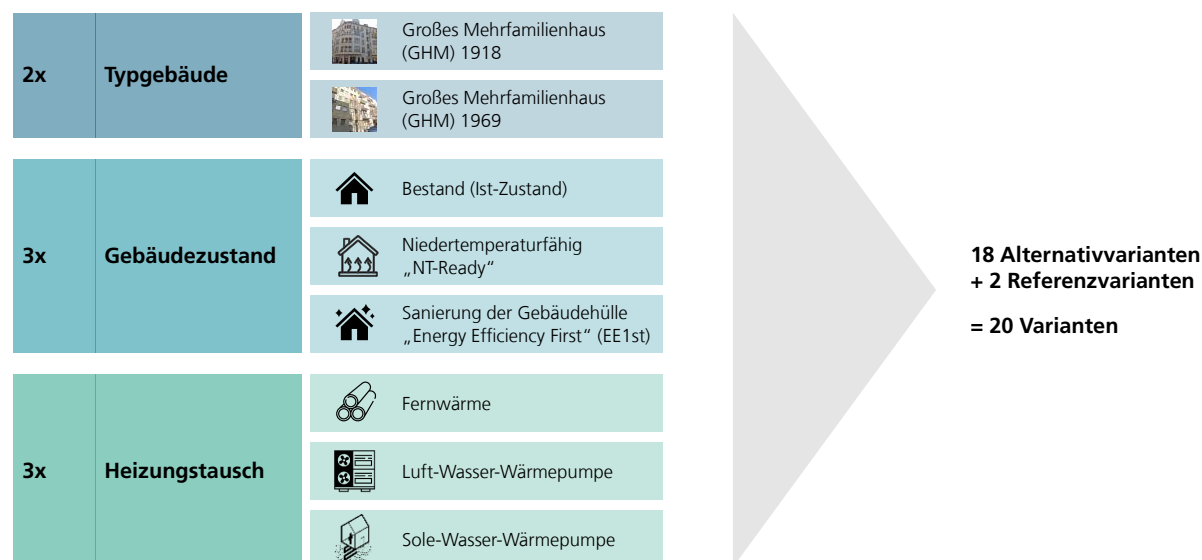 2x
Typgebäude
Großes Mehrfamilienhaus
(GHM) 1918
Großes Mehrfamilienhaus
(GHM) 1969
3x
Gebäudezustand
Bestand (Ist-Zustand)
Niedertemperaturfähig
„NT-Ready“
Sanierung der Gebäudehülle
„Energy Efficiency First“ (EE1st)
3x
Heizungstausch
Fernwärme
Luft-Wasser-Wärmepumpe
Sole-Wasser-Wärmepumpe
18 Alternativvarianten
+ 2 Referenzvarianten
= 20 Varianten